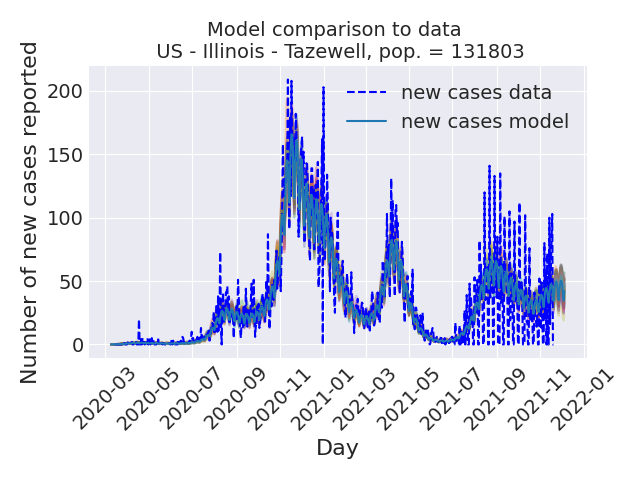 Model comparison to data
US - Illinois - Tazewell, pop. = 131803
new cases data
new cases model
Number of new cases reported
200
150
100
50
0
2020-03
2020-05
2020-07
2020-09
2020-11
2021-01
2021-03
2021-05
2021-07
2021-09
2021-11
2022-01
Day